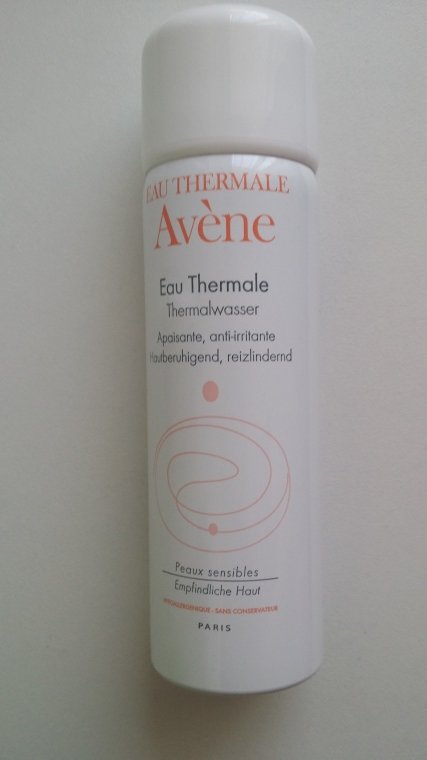 EAU THERMALE
Avène
Eau Thermale
Thermalwasser
Apaisante, anti-irritante
Hautberuhigend, reizlindernd
Peaux sensibles
Empfindliche Haut
HYPOALLERGENIQUE - SANS CONSERVATEUR
PARIS